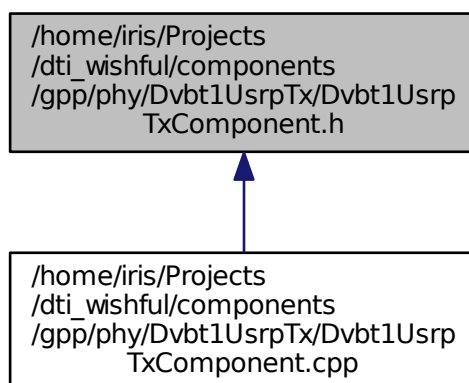 /home/iris/Projects
/dti_wishful/components
/gpp/phy/Dvbt1UsrpTx/Dvbt1Usrp
TxComponent.h
/home/iris/Projects
/dti_wishful/components
/gpp/phy/Dvbt1UsrpTx/Dvbt1Usrp
TxComponent.cpp